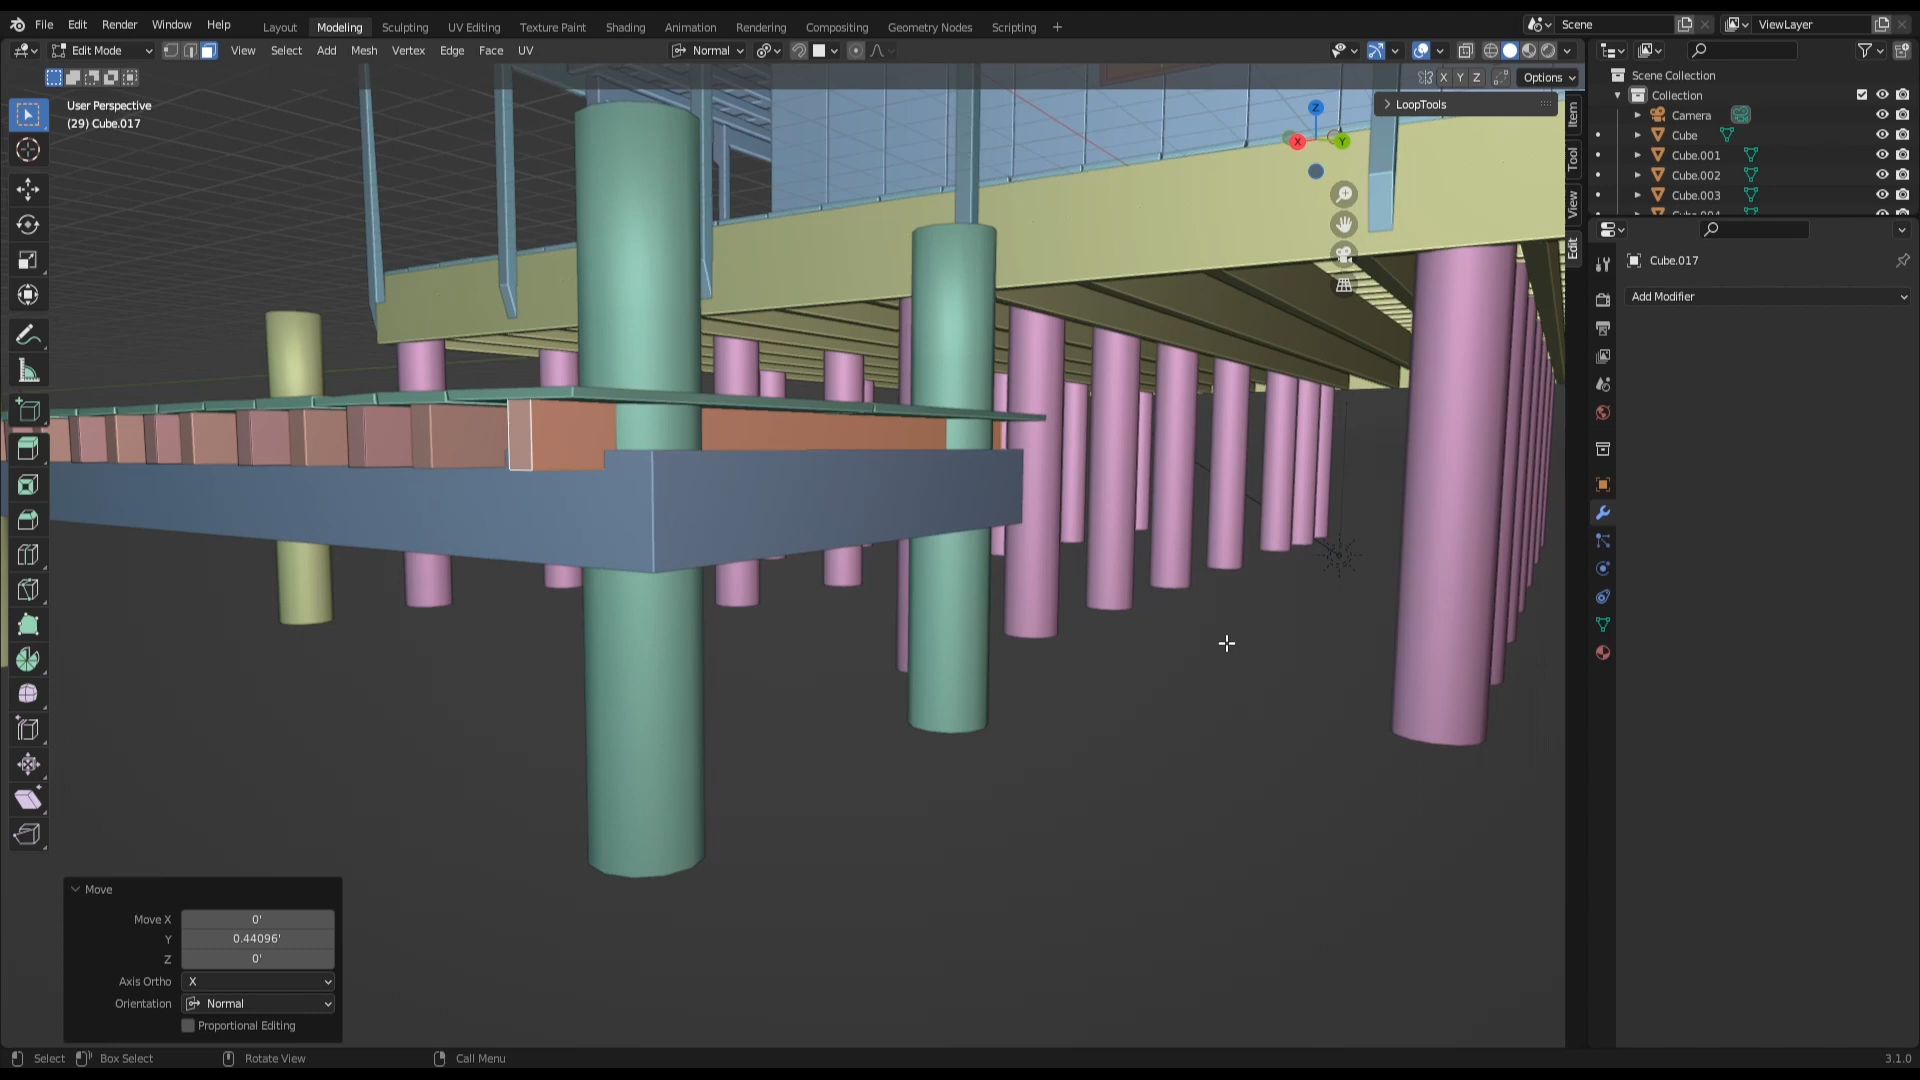 File Edit Render Window Help
Layout Modeling Sculpting UV Editing Texture Paint Shading Animation Rendering Compositing Geometry Nodes Scripting +
Scene
ViewLayer
Edit Mode
View Select Add Mesh Vertex Edge Face UV
Normal
X Y Z
Options
User Perspective
(29) Cube.017
LoopTools
Z
X
Y
Item
Tool
View
Edit
Scene Collection
Collection
Camera
Cube
Cube.001
Cube.002
Cube.003
Cube.017
Add Modifier
Move
Move X 0'
Y 0.44096'
Z 0'
Axis Ortho X
Orientation Normal
Proportional Editing
Select
Box Select
Rotate View
Call Menu
3.1.0